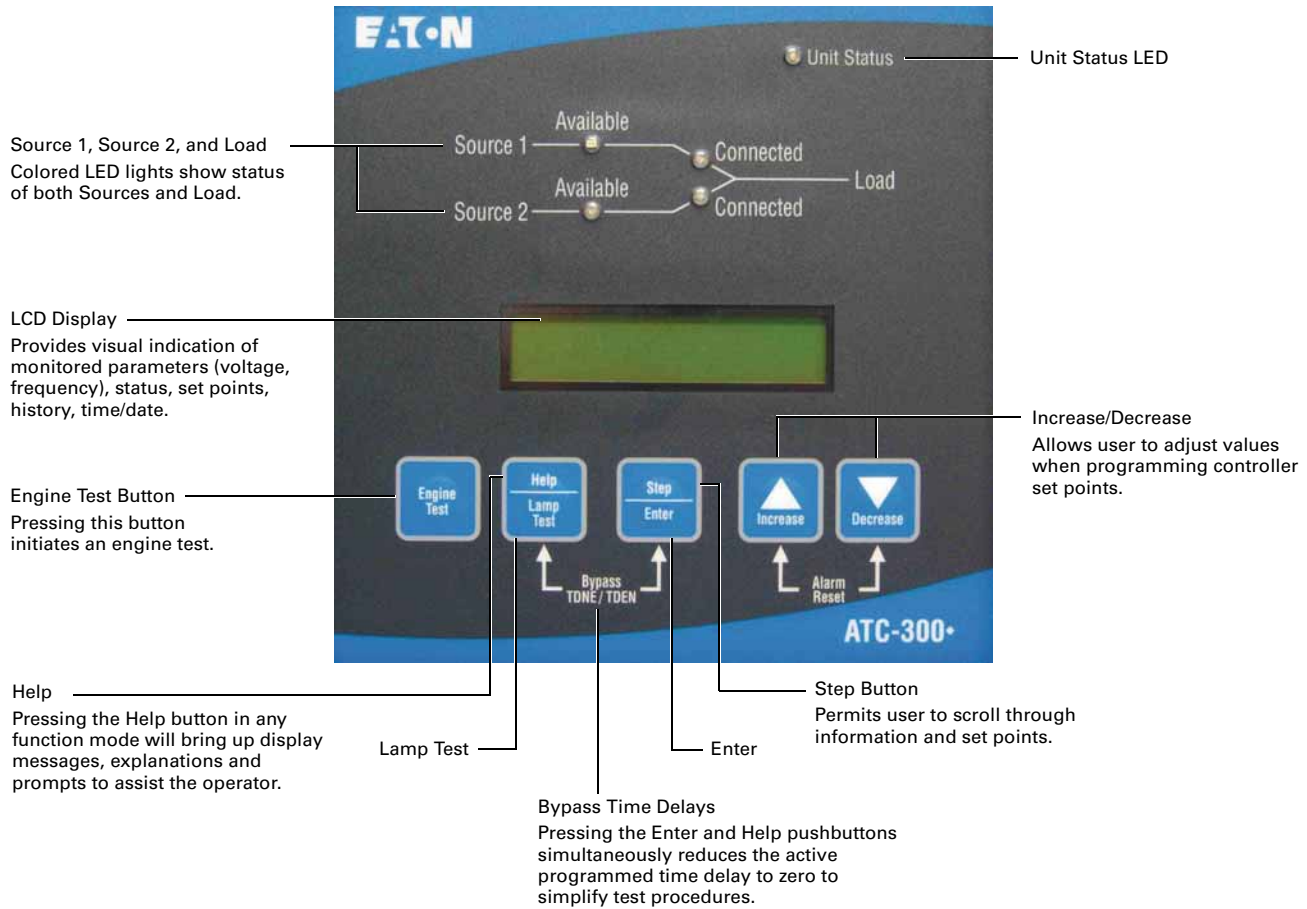 EATON
Unit Status
Unit Status LED
Source 1, Source 2, and Load
Colored LED lights show status
of both Sources and Load.
Available
Source 1
Connected
Load
Available
Source 2
Connected
LCD Display
Provides visual indication of
monitored parameters (voltage,
frequency), status, set points,
history, time/date.
Increase/Decrease
Allows user to adjust values
when programming controller
set points.
Engine Test Button
Pressing this button
initiates an engine test.
Engine
Test
Help
Lamp
Test
Step
Enter
Increase
Decrease
Bypass
TDNE / TDEN
Alarm
Reset
ATC-300•
Help
Pressing the Help button in any
function mode will bring up display
messages, explanations and
prompts to assist the operator.
Lamp Test
Enter
Step Button
Permits user to scroll through
information and set points.
Bypass Time Delays
Pressing the Enter and Help pushbuttons
simultaneously reduces the active
programmed time delay to zero to
simplify test procedures.